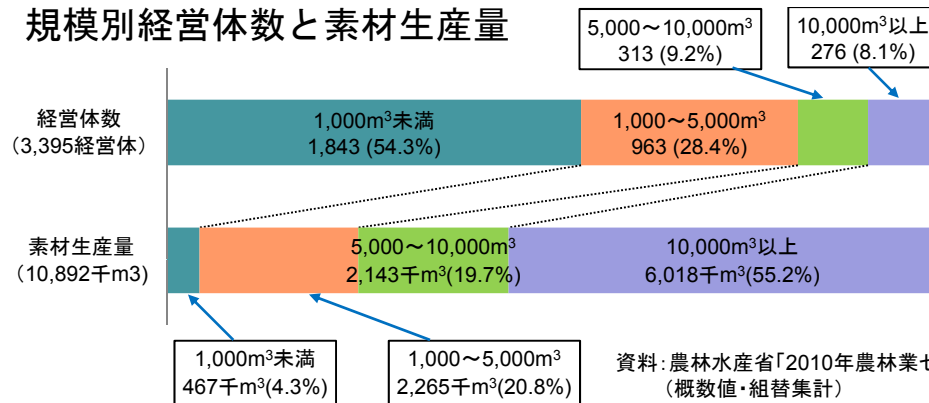 規模別経営体数と素材生産量
5,000～10,000m³
313 (9.2%)
10,000m³以上
276 (8.1%)
経営体数
（3,395経営体）
1,000m³未満
1,843 (54.3%)
1,000～5,000m³
963 (28.4%)
素材生産量
（10,892千m3）
5,000～10,000m³
2,143千m³(19.7%)
10,000m³以上
6,018千m³(55.2%)
1,000m³未満
467千m³(4.3%)
1,000～5,000m³
2,265千m³(20.8%)
資料：農林水産省「2010年農林業セ
（概数値・組替集計）